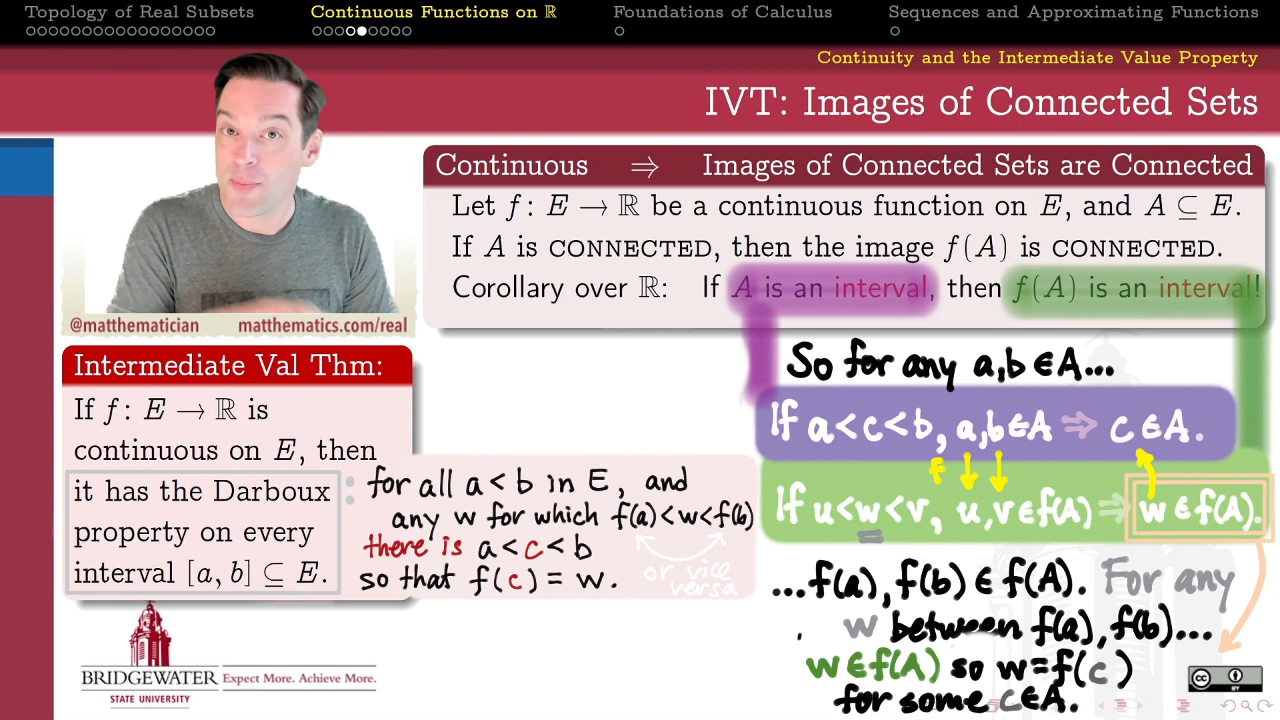 Topology of Real Subsets
Continuous Functions on ℝ
Foundations of Calculus
Sequences and Approximating Functions
Continuity and the Intermediate Value Property
IVT: Images of Connected Sets
Continuous ⇒ Images of Connected Sets are Connected
Let f: E → ℝ be a continuous function on E, and A ⊆ E.
If A is CONNECTED, then the image f(A) is CONNECTED.
Corollary over ℝ: If A is an interval, then f(A) is an interval!
@matthematician matthematics.com/real
Intermediate Val Thm:
If f: E → ℝ is
continuous on E, then
it has the Darboux
property on every
interval [a, b] ⊆ E.
: for all a<b in E, and
any w for which f(a)<w<f(b)
there is a<c<b
so that f(c)=w.
or vice
versa
So for any a,b∈A...
If a<c<b, a,b∈A ⇒ c∈A.
f
If u<w<v, u,v∈f(A) ⇒ w∈f(A).
...f(a), f(b) ∈ f(A). For any
w between f(a), f(b)...
w∈f(A) so w=f(c)
for some c∈A.
BRIDGEWATER
STATE UNIVERSITY
Expect More. Achieve More.
cc
BY